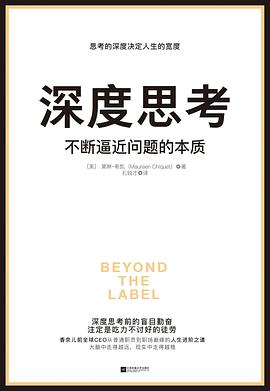 思考的深度决定人生的宽度
深度思考
不断逼近问题的本质
［美］莫琳·希凯（Maureen Chiquet）◎著
孔锐才◎译
BEYOND
THE
LABEL
深度思考前的盲目勤奋
注定是吃力不讨好的徒劳
香奈儿前全球CEO从普通职员到职场巅峰的人生进阶之道
大脑中走得越远，现实中走得越稳